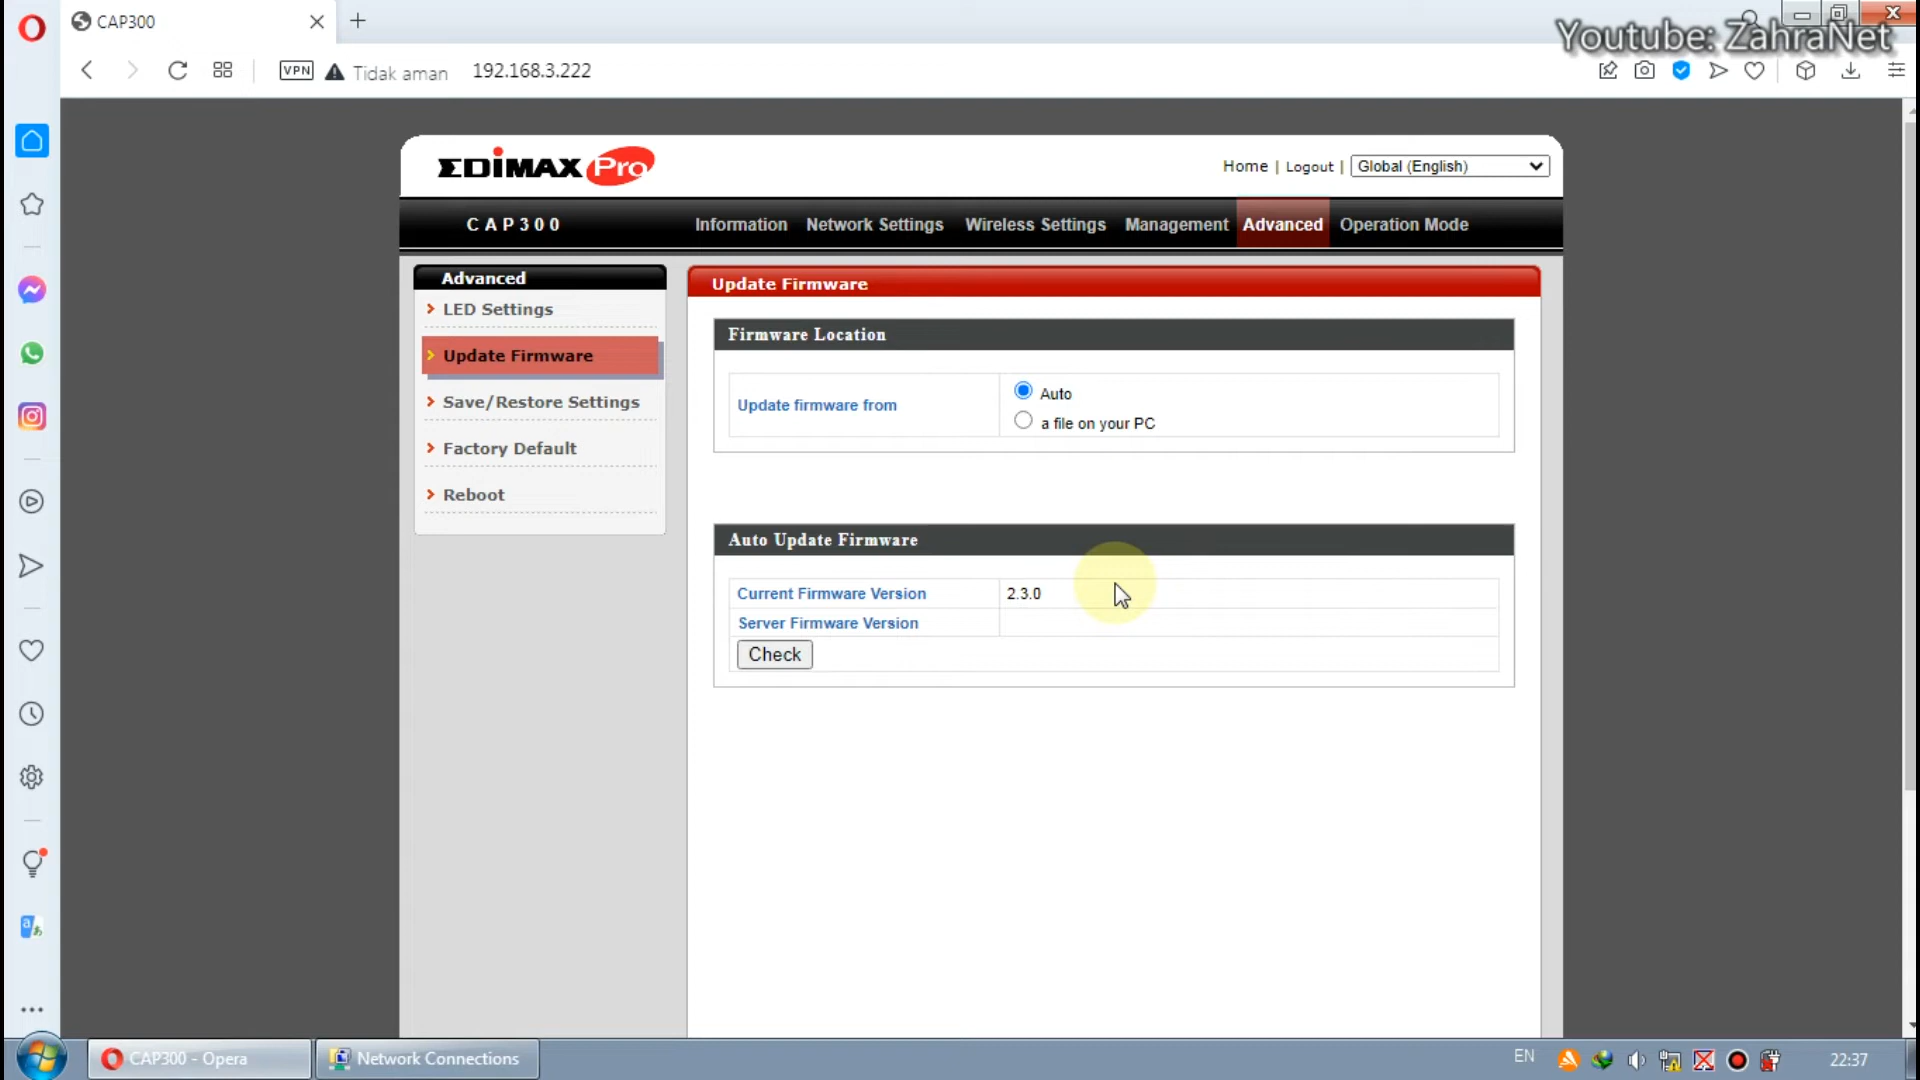 CAP300
Youtube: ZahraNet
VPN Tidak aman 192.168.3.222
EDIMAX Pro
Home | Logout | Global (English)
CAP300 Information Network Settings Wireless Settings Management Advanced Operation Mode
Advanced
LED Settings
Update Firmware
Save/Restore Settings
Factory Default
Reboot
Update Firmware
Firmware Location
Update firmware from
Auto
a file on your PC
Auto Update Firmware
Current Firmware Version 2.3.0
Server Firmware Version
Check
CAP300 - Opera
Network Connections
EN
22:37